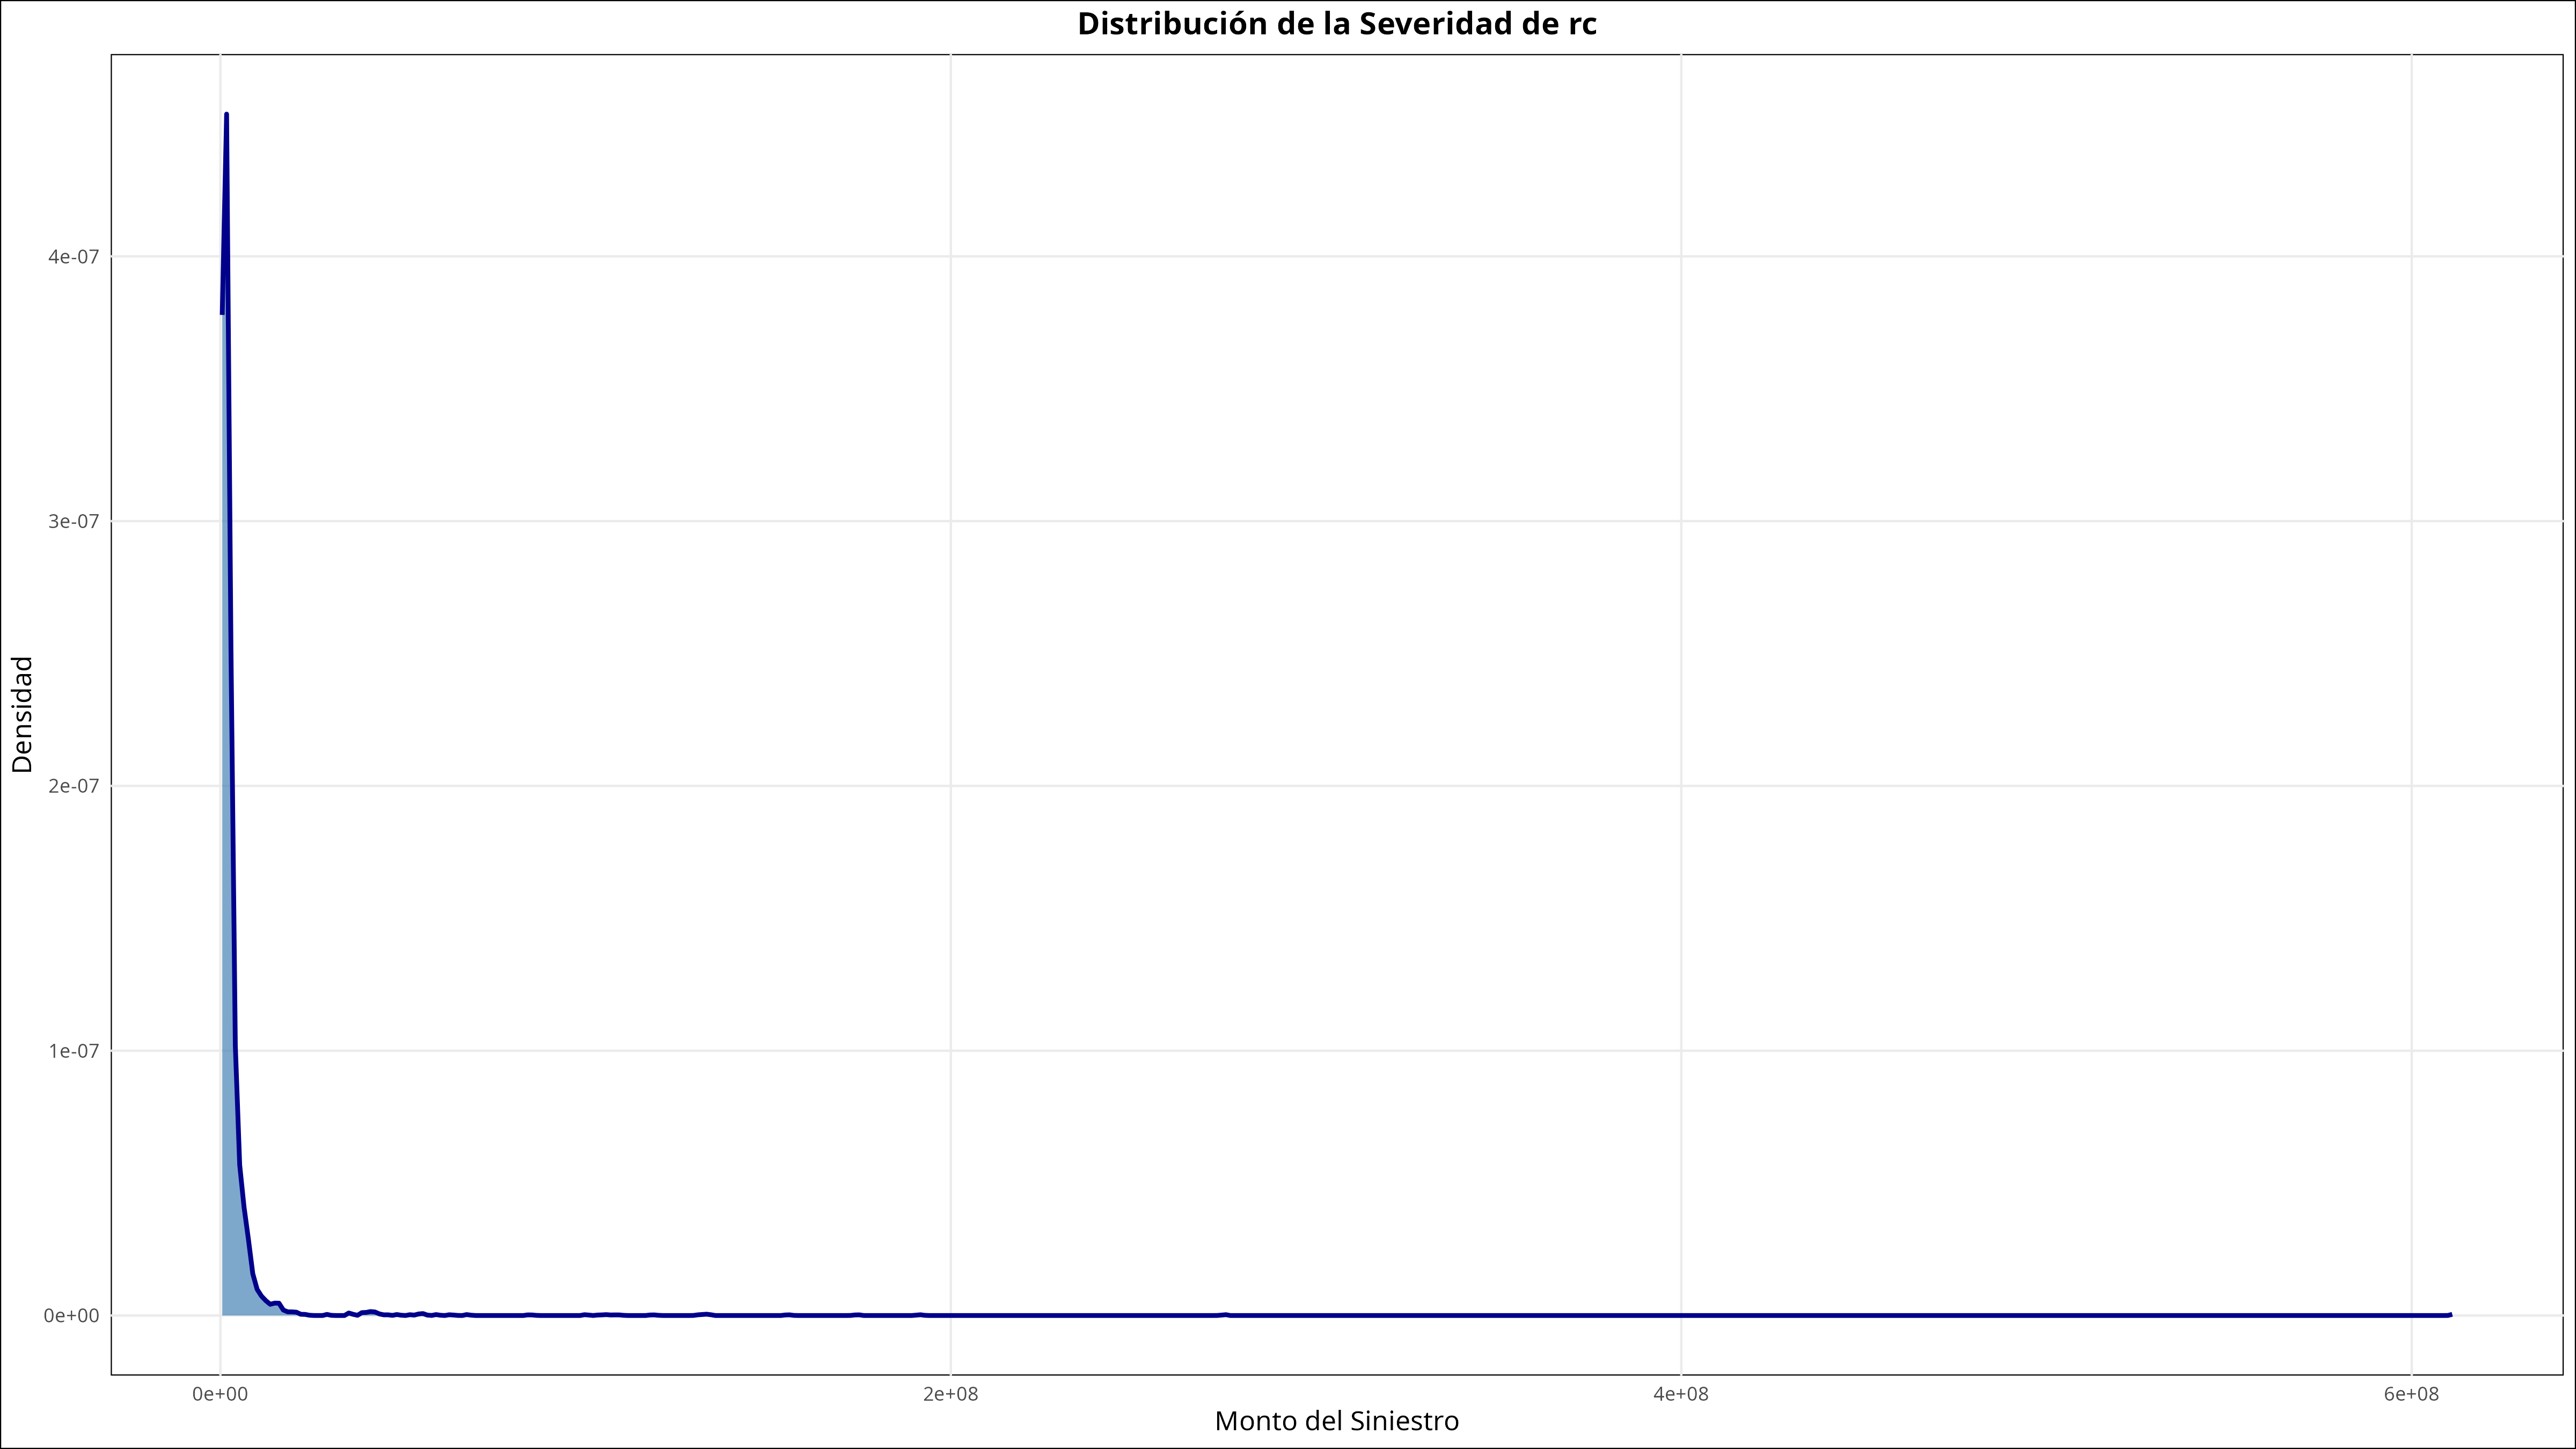 Distribución de la Severidad de rc
Densidad
4e-07
3e-07
2e-07
1e-07
0e+00
0e+00
2e+08
4e+08
6e+08
Monto del Siniestro